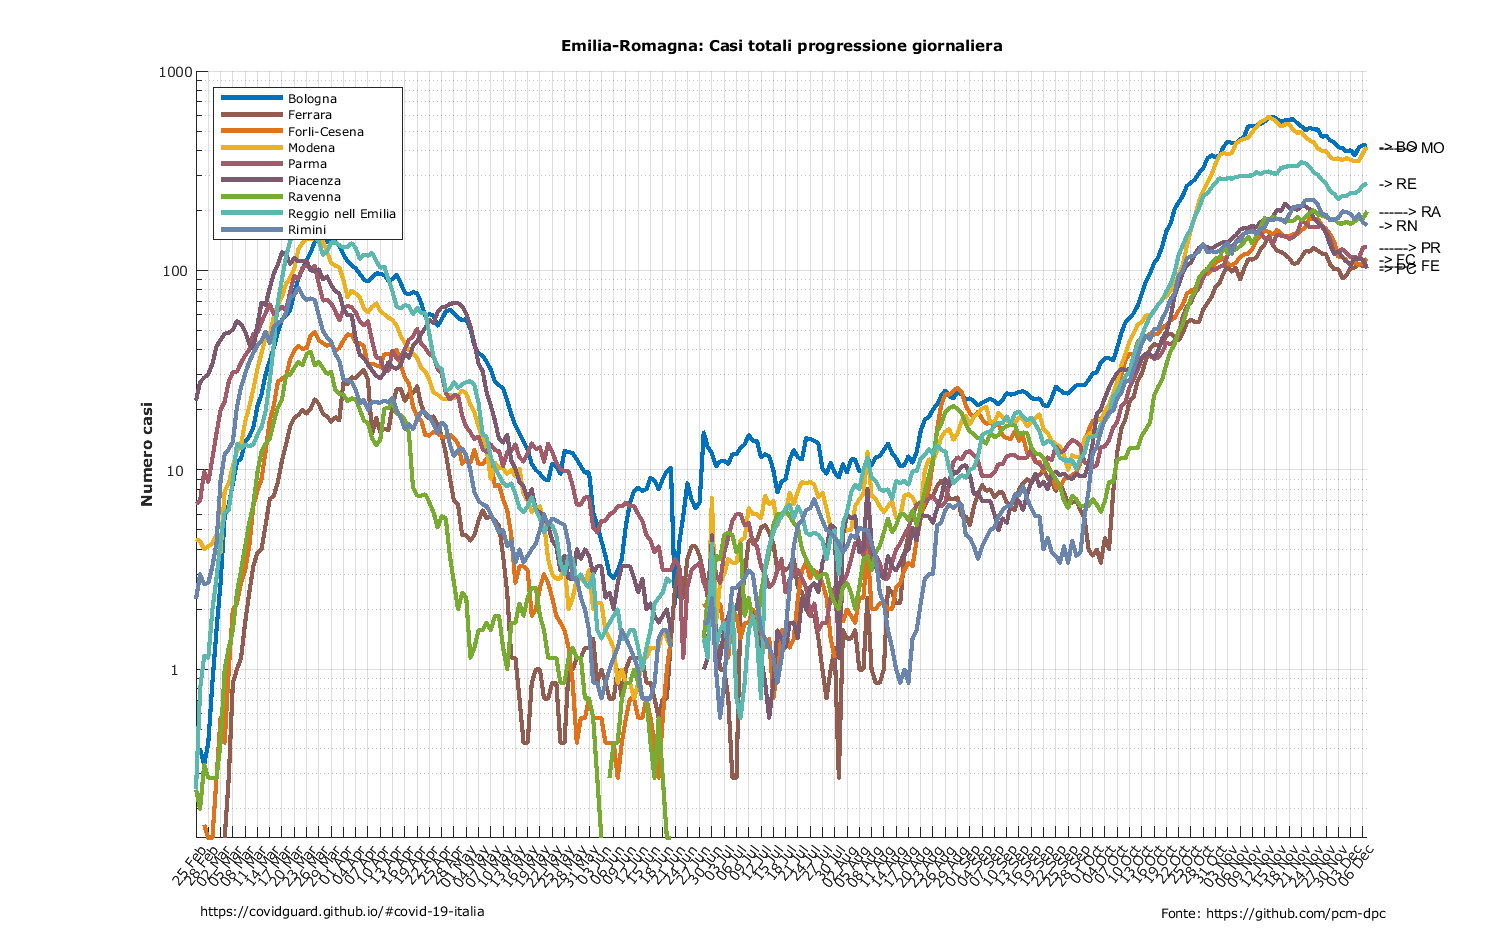 Emilia-Romagna: Casi totali progressione giornaliera
1000
100
10
1
Numero casi
Bologna
Ferrara
Forli-Cesena
Modena
Parma
Piacenza
Ravenna
Reggio nell Emilia
Rimini
-> BO
------> MO
-> RE
------> RA
-> RN
------> PR
-> FC
------> FE
-> PC
25 Feb
28 Feb
02 Mar
05 Mar
08 Mar
11 Mar
14 Mar
17 Mar
20 Mar
23 Mar
26 Mar
29 Mar
01 Apr
04 Apr
07 Apr
10 Apr
13 Apr
16 Apr
19 Apr
22 Apr
25 Apr
28 Apr
01 May
04 May
07 May
10 May
13 May
16 May
19 May
22 May
25 May
28 May
31 May
03 Jun
06 Jun
09 Jun
12 Jun
15 Jun
18 Jun
21 Jun
24 Jun
27 Jun
30 Jun
03 Jul
06 Jul
09 Jul
12 Jul
15 Jul
18 Jul
21 Jul
24 Jul
27 Jul
30 Jul
02 Aug
05 Aug
08 Aug
11 Aug
14 Aug
17 Aug
20 Aug
23 Aug
26 Aug
29 Aug
01 Sep
04 Sep
07 Sep
10 Sep
13 Sep
16 Sep
19 Sep
22 Sep
25 Sep
28 Sep
01 Oct
04 Oct
07 Oct
10 Oct
13 Oct
16 Oct
19 Oct
22 Oct
25 Oct
28 Oct
31 Oct
03 Nov
06 Nov
09 Nov
12 Nov
15 Nov
18 Nov
21 Nov
24 Nov
27 Nov
30 Nov
03 Dec
06 Dec
https://covidguard.github.io/#covid-19-italia
Fonte: https://github.com/pcm-dpc